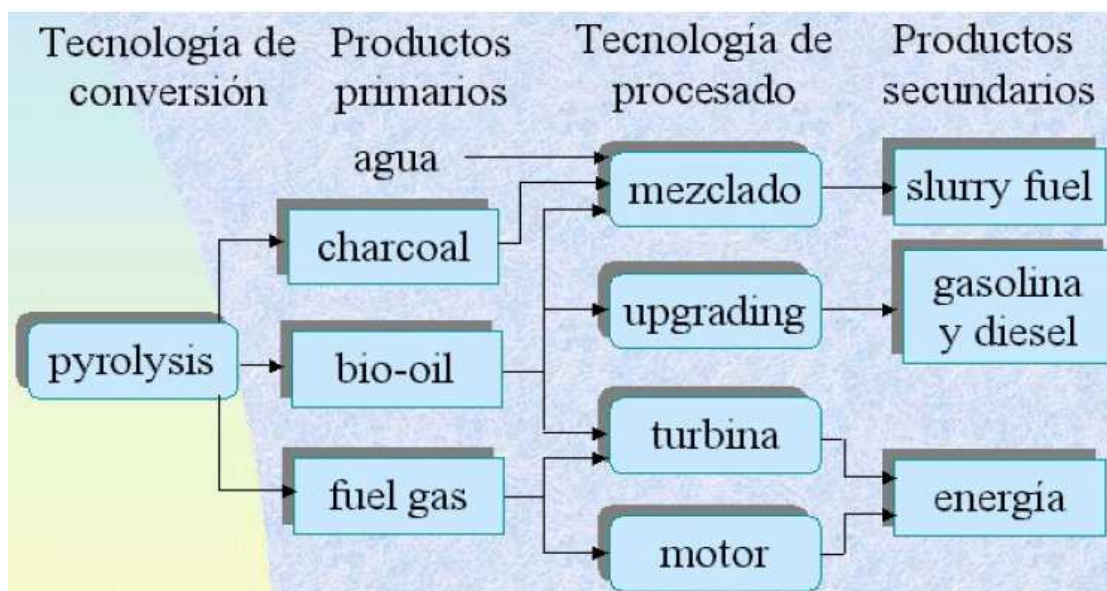 Tecnología de
conversión
Productos
primarios
Tecnología de
procesado
Productos
secundarios
agua
mezclado
slurry fuel
charcoal
upgrading
gasolina
y diesel
pyrolysis
bio-oil
turbina
fuel gas
energía
motor